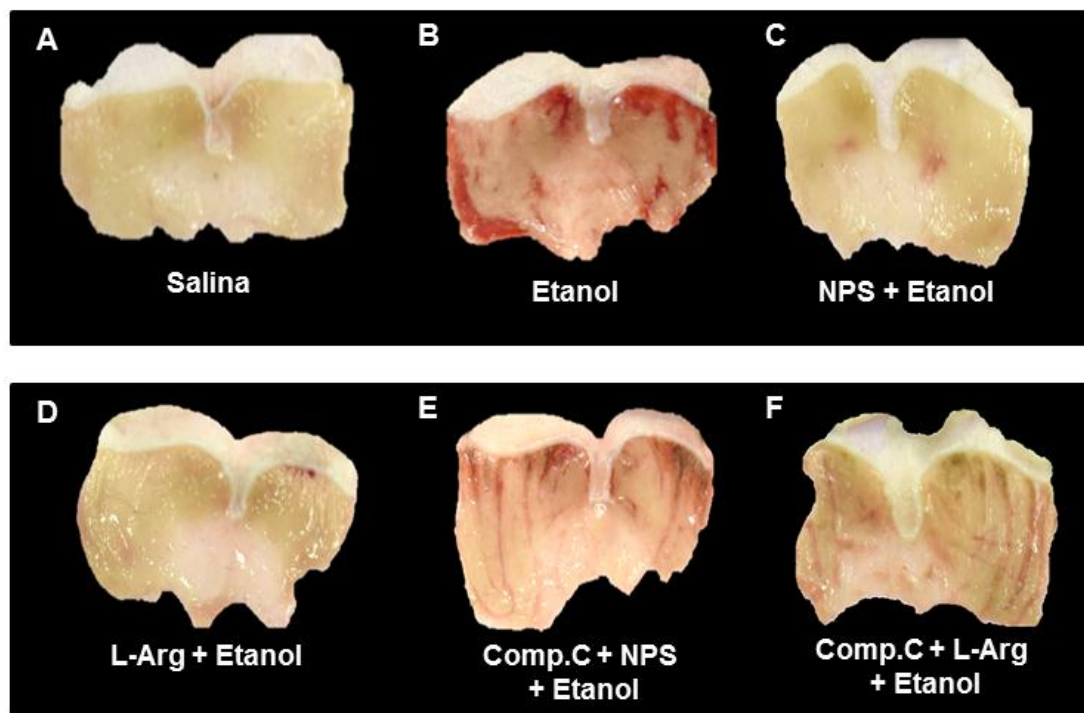 A
B
C
Salina
Etanol
NPS + Etanol
D
E
F
L-Arg + Etanol
Comp.C + NPS
+ Etanol
Comp.C + L-Arg
+ Etanol